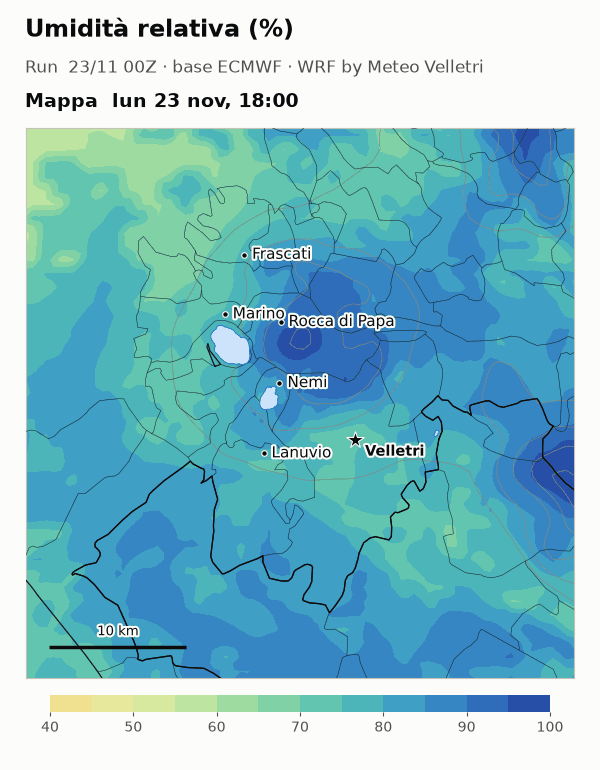 Umidità relativa (%)
Run  23/11 00Z · base ECMWF · WRF by Meteo Velletri
Mappa  lun 23 nov, 18:00
Frascati
Marino
Rocca di Papa
Nemi
Velletri
Lanuvio
10 km
40 50 60 70 80 90 100